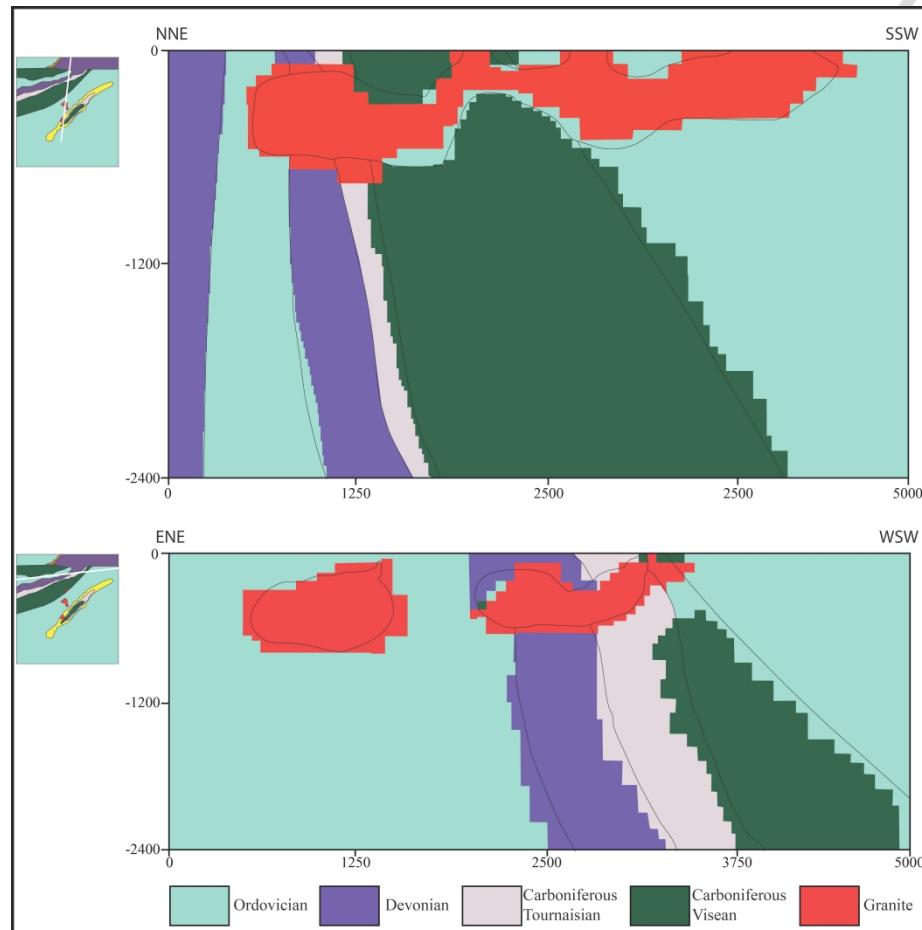 NNE SSW
0
-1200
-2400
0 1250 2500 2500 5000
ENE WSW
0
-1200
-2400
0 1250 2500 3750 5000
Ordovician Devonian Carboniferous Tournaisian Carboniferous Visean Granite